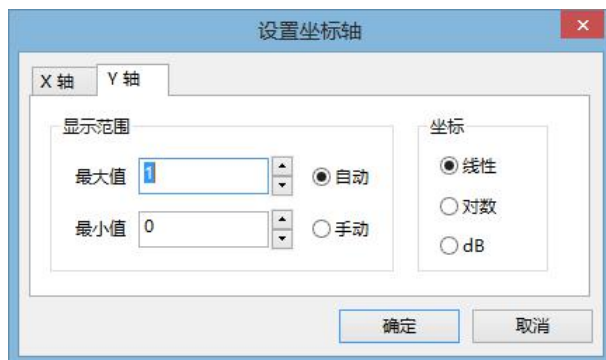 设置坐标轴
X 轴 Y 轴
显示范围 坐标
最大值 1 自动 线性
对数
最小值 0 手动
dB
确定 取消